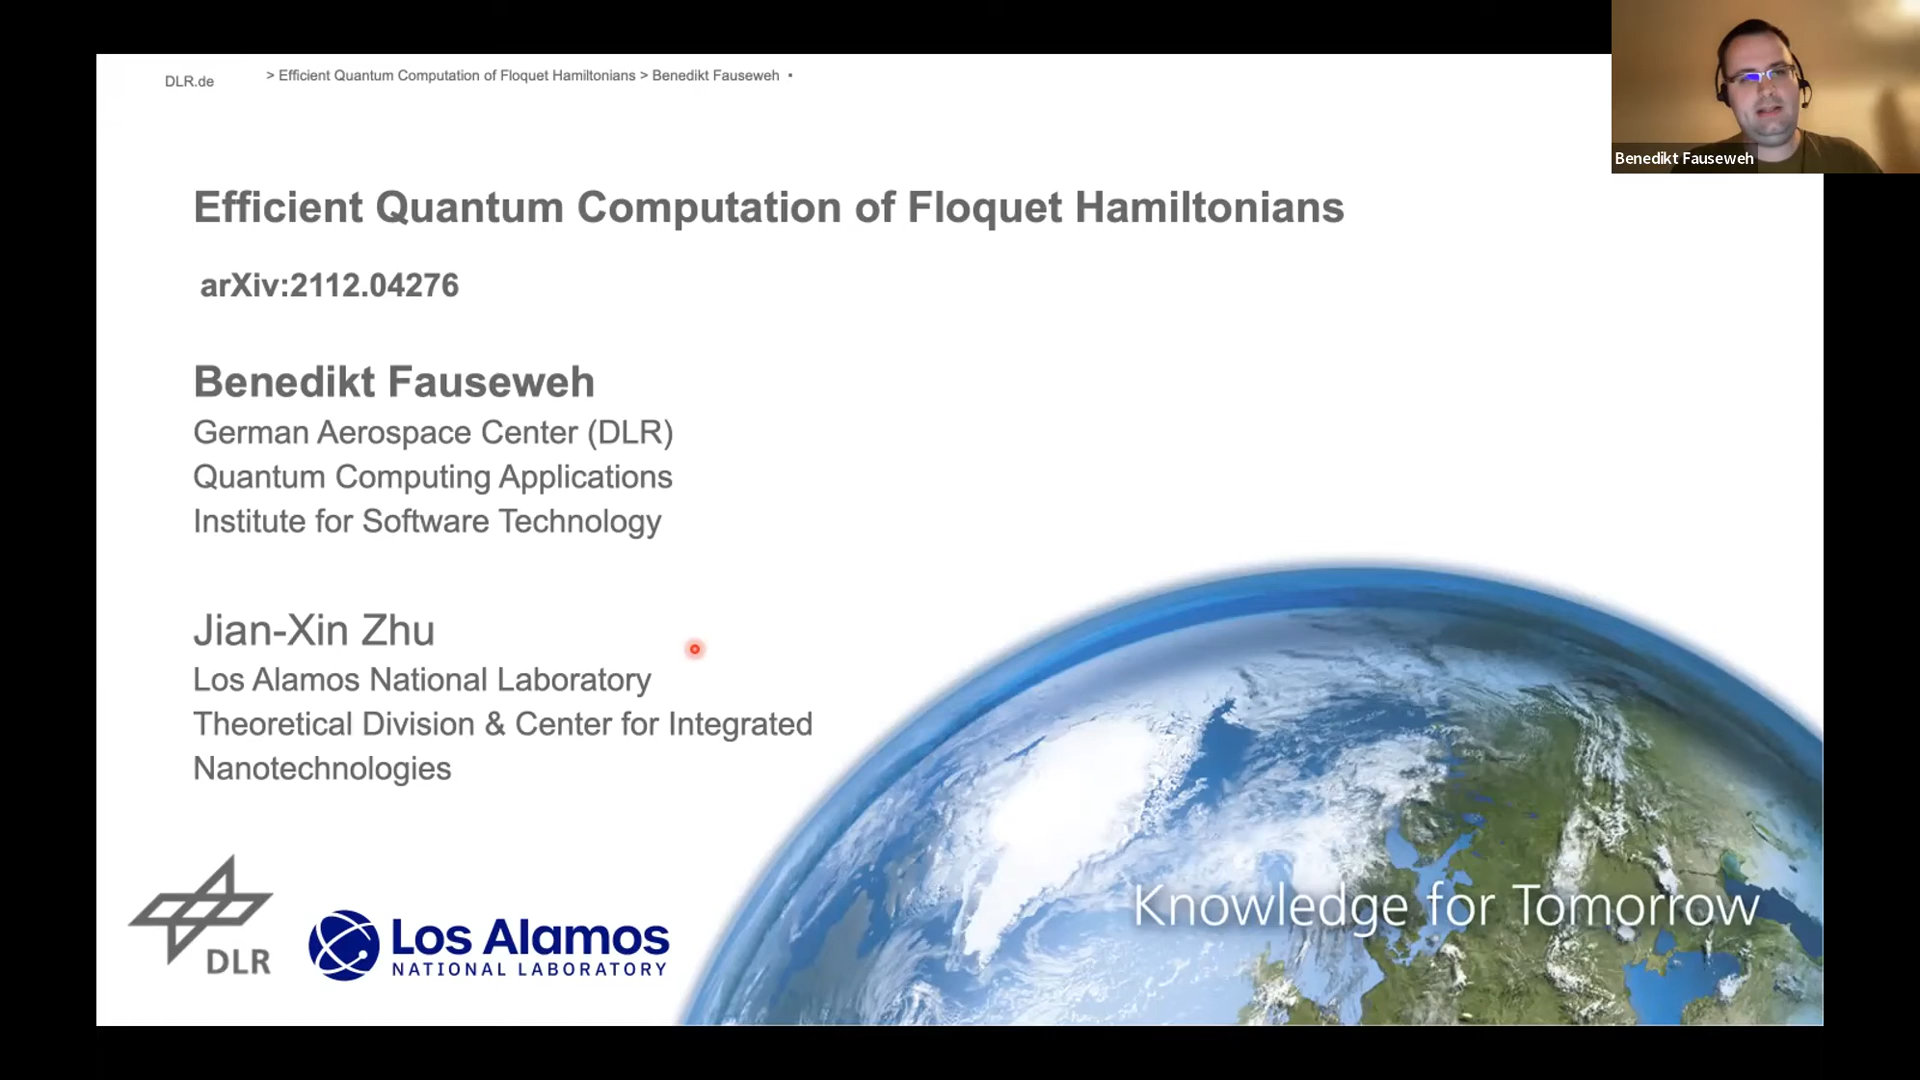 DLR.de
> Efficient Quantum Computation of Floquet Hamiltonians > Benedikt Fauseweh •
Benedikt Fauseweh
Efficient Quantum Computation of Floquet Hamiltonians
arXiv:2112.04276
Benedikt Fauseweh
German Aerospace Center (DLR)
Quantum Computing Applications
Institute for Software Technology
Jian-Xin Zhu
Los Alamos National Laboratory
Theoretical Division & Center for Integrated
Nanotechnologies
DLR
Los Alamos
NATIONAL LABORATORY
Knowledge for Tomorrow